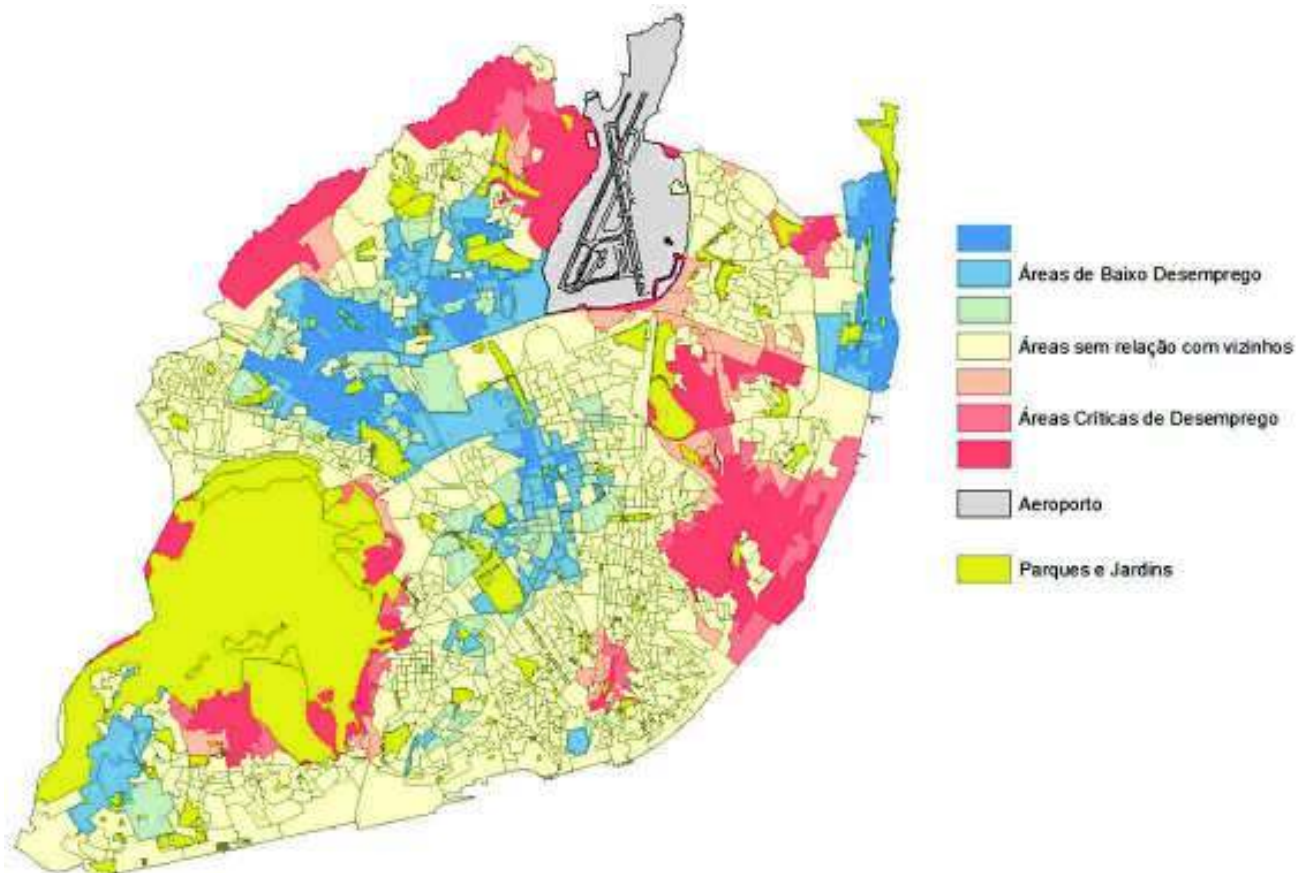 Áreas de Baixo Desemprego
Áreas sem relação com vizinhos
Áreas Críticas de Desemprego
Aeroporto
Parques e Jardins